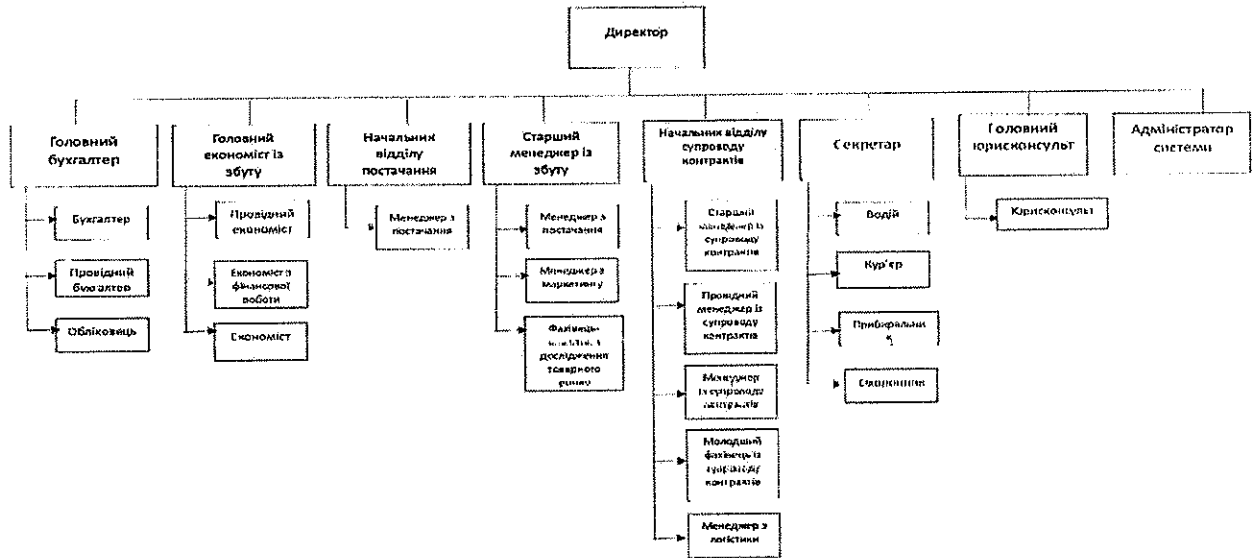 Директор
Головний
бухгалтер
Головний
економіст із
збуту
Начальник
відділу
постачання
Старший
менеджер із
збуту
Начальник відділу
супроводу
контрактів
Секретар
Головний
юрисконсульт
Адміністратор
системи
Бухгалтер
Провідний
бухгалтер
Обліковець
Провідний
економіст
Економіст з
фінансової
роботи
Економіст
Менеджер з
постачання
Менеджер з
постачання
Менеджер з
маркетингу
Фахівець-
дослідження
товарного
ринку
Старший
менеджер із
супроводу
контрактів
Провідний
менеджер із
супроводу
контрактів
Менеджер
із супроводу
контрактів
Молодший
фахівець із
супроводу
контрактів
Менеджер з
логістики
Водій
Кур'єр
Прибиральни
к
Охоронник
Юрисконсульт